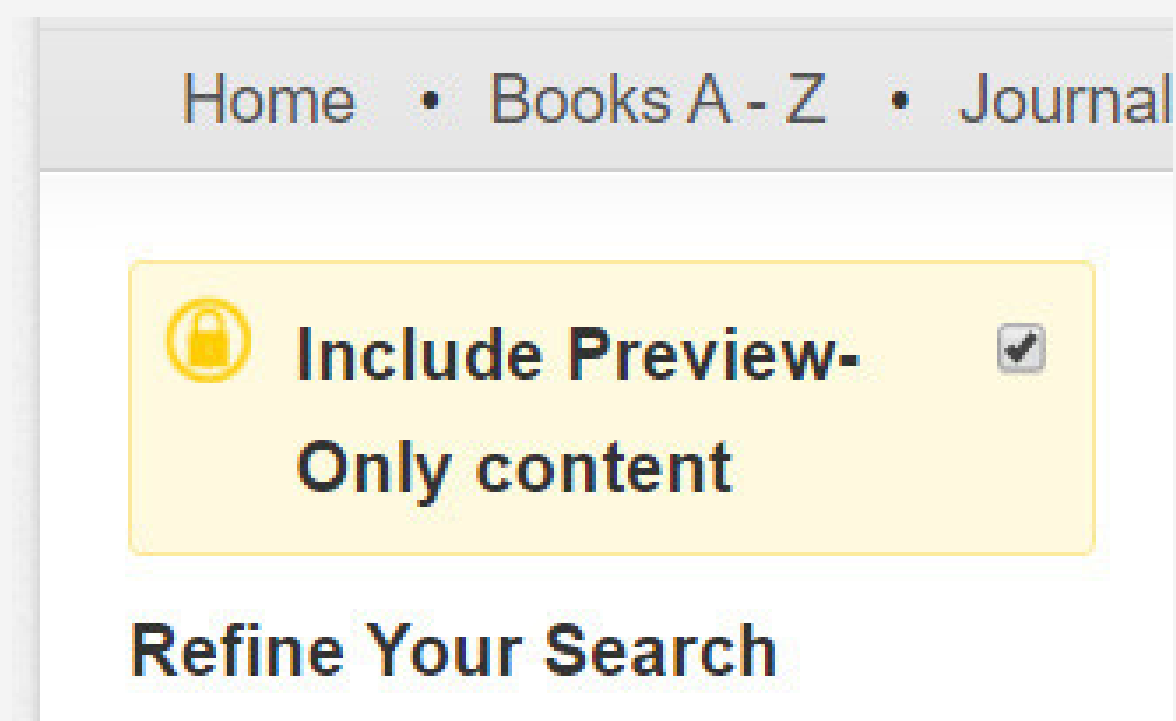 Home • Books A - Z • Journal
Include Preview-
Only content
Refine Your Search